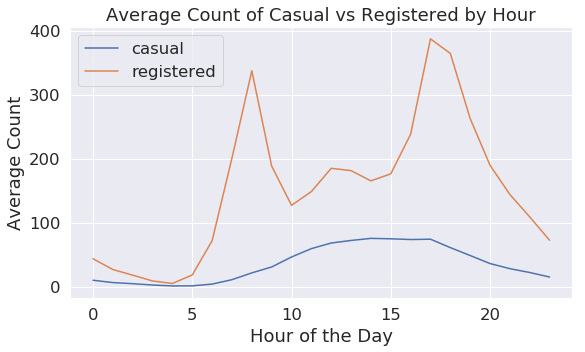 Average Count of Casual vs Registered by Hour
casual
registered
Average Count
400
300
200
100
0
0 5 10 15 20
Hour of the Day